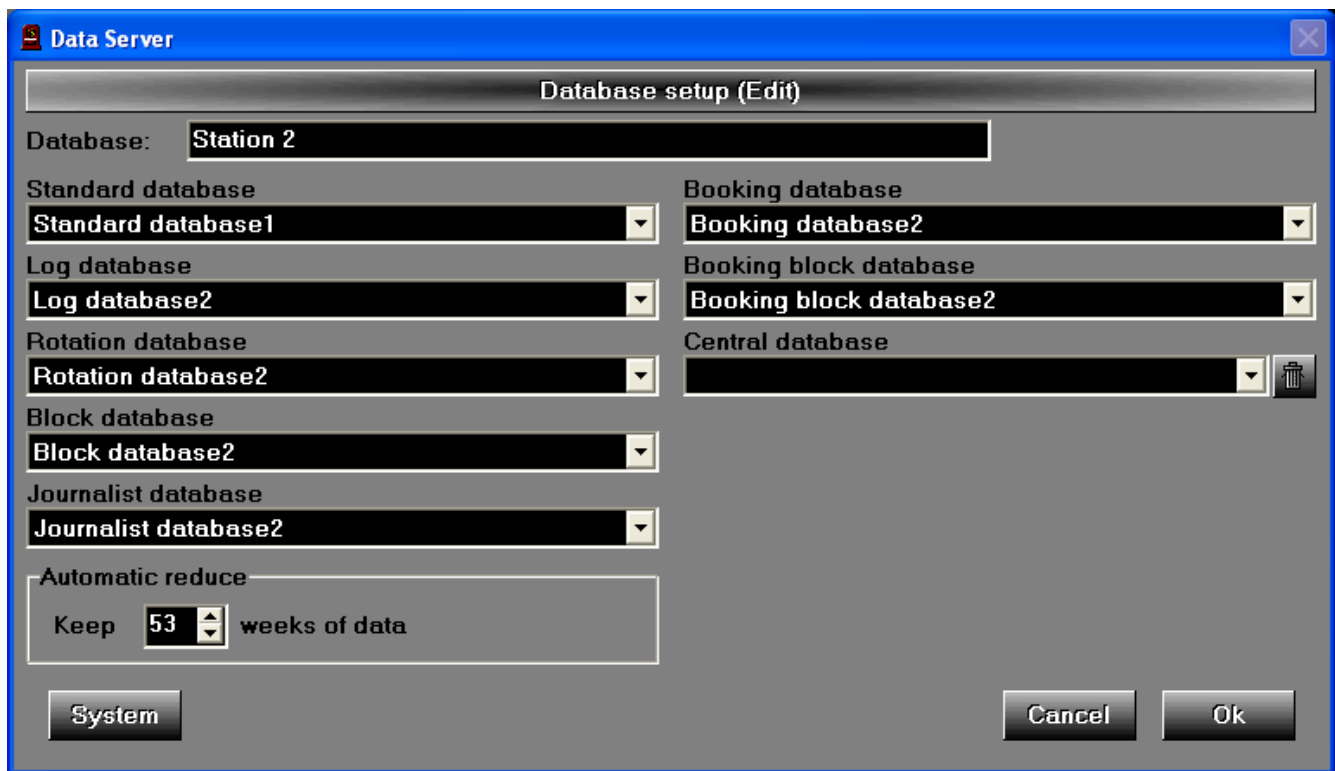 Data Server
Database setup (Edit)
Database: Station 2
Standard database
Standard database1
Log database
Log database2
Rotation database
Rotation database2
Block database
Block database2
Journalist database
Journalist database2
Automatic reduce
Keep 53 weeks of data
Booking database
Booking database2
Booking block database
Booking block database2
Central database
System
Cancel
Ok